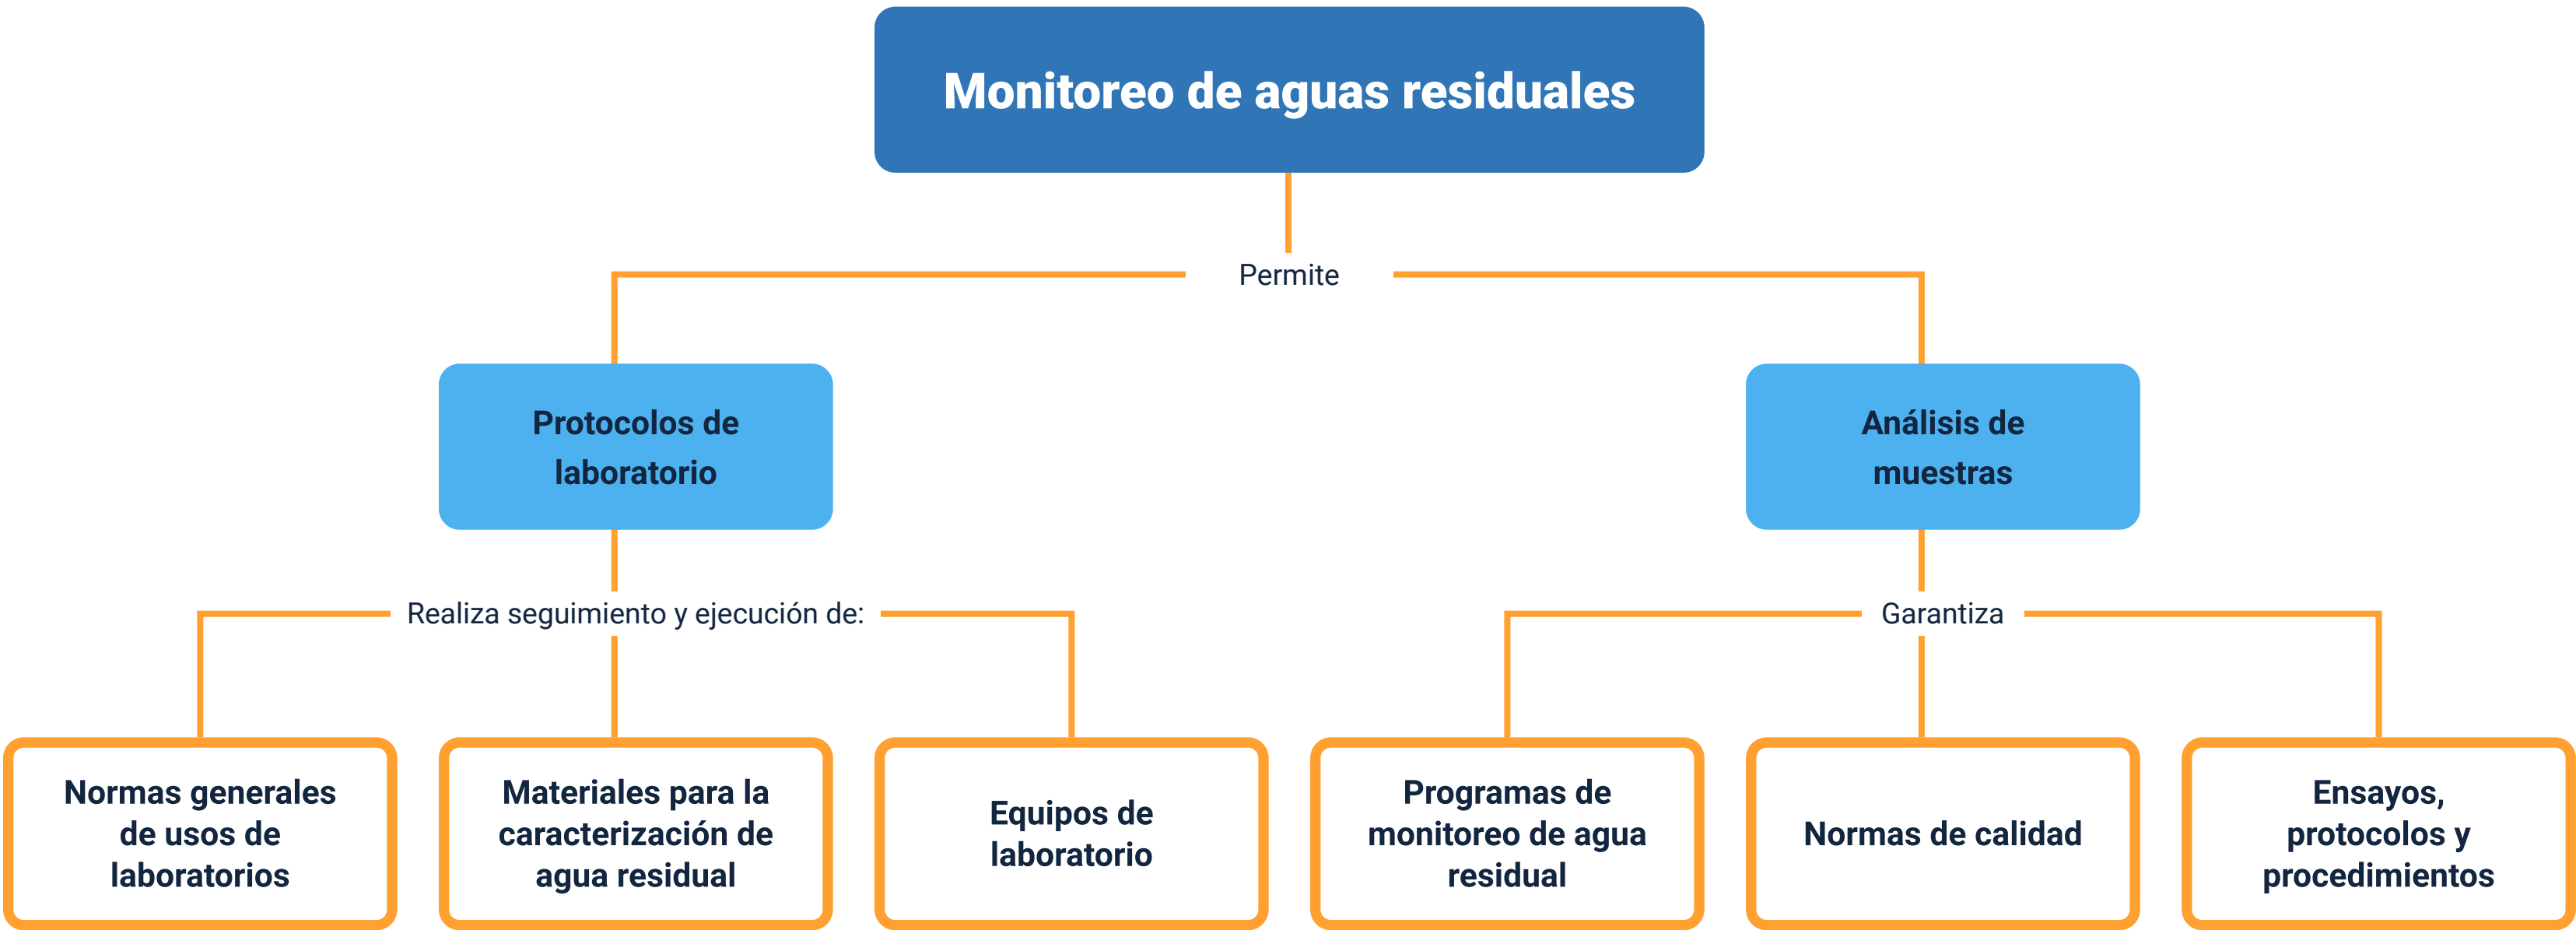 Monitoreo de aguas residuales
Permite
Protocolos de
laboratorio
Análisis de
muestras
Realiza seguimiento y ejecución de:
Garantiza
Normas generales
de usos de
laboratorios
Materiales para la
caracterización de
agua residual
Equipos de
laboratorio
Programas de
monitoreo de agua
residual
Normas de calidad
Ensayos,
protocolos y
procedimientos